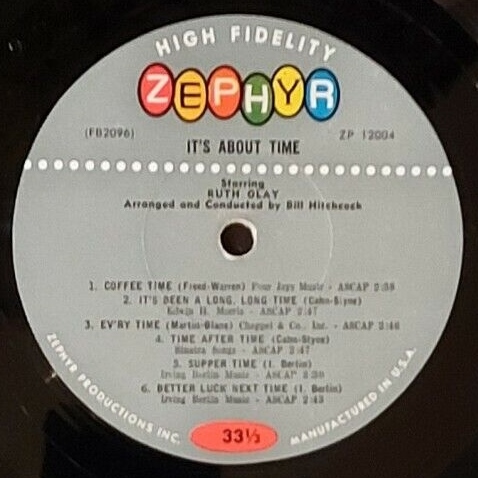 HIGH FIDELITY
ZEPHYR
(FB2096)
ZP 12004
IT'S ABOUT TIME
Starring
RUTH OLAY
Arranged and Conducted by Bill Hitchcock
1. COFFEE TIME (Freed-Warren) Four Jays Music - ASCAP 2:38
2. IT'S BEEN A LONG, LONG TIME (Cahn-Styne)
Edwin H. Morris - ASCAP 2:47
3. EV'RY TIME (Martin-Blane) Chappel & Co., Inc. - ASCAP 2:46
4. TIME AFTER TIME (Cahn-Styne)
Sinatra Songs - ASCAP 2:47
5. SUPPER TIME (I. Berlin)
Irving Berlin Music - ASCAP
6. BETTER LUCK NEXT TIME (I. Berlin)
Irving Berlin Music - ASCAP 2:43
ZEPHYR PRODUCTIONS INC.
33⅓
MANUFACTURED IN U.S.A.